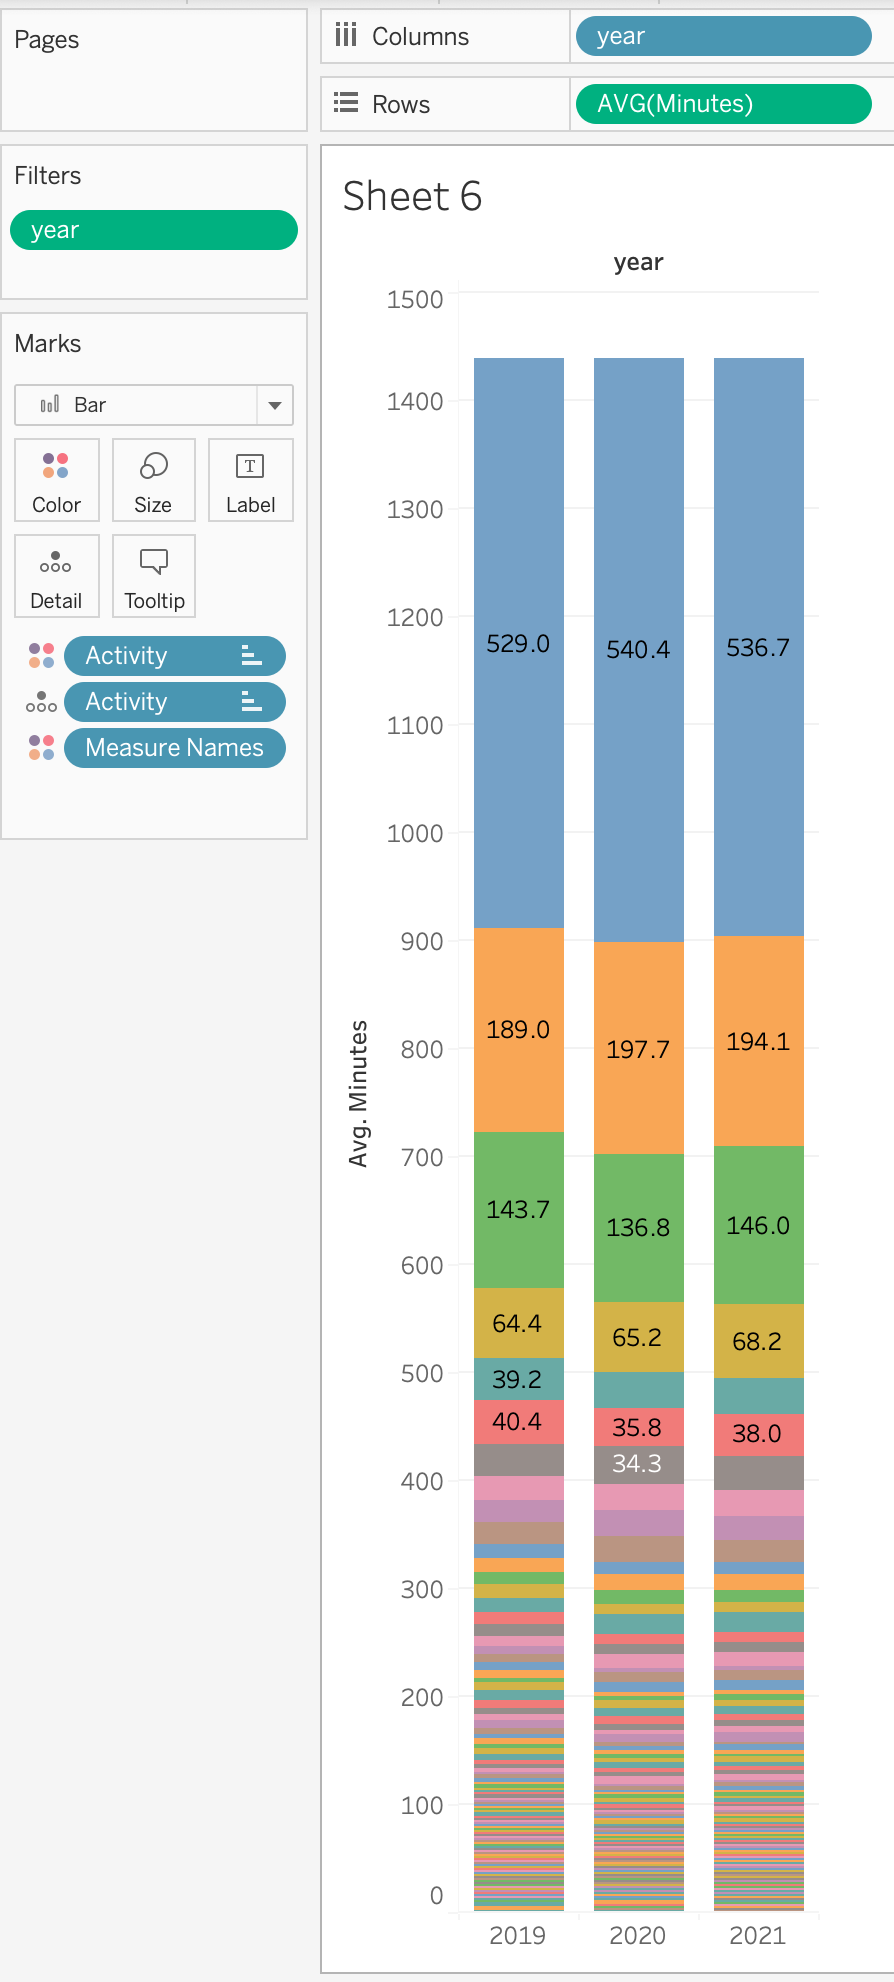 Pages
Columns
year
Rows
AVG(Minutes)
Filters
year
Marks
Bar
Color
Size
T
Label
Detail
Tooltip
Activity
Activity
Measure Names
Sheet 6
year
1500
1400
1300
1200
1100
1000
900
800
700
600
500
400
300
200
100
0
Avg. Minutes
529.0 540.4 536.7
189.0 197.7 194.1
143.7 136.8 146.0
64.4 65.2 68.2
39.2
40.4 35.8 38.0
34.3
2019 2020 2021